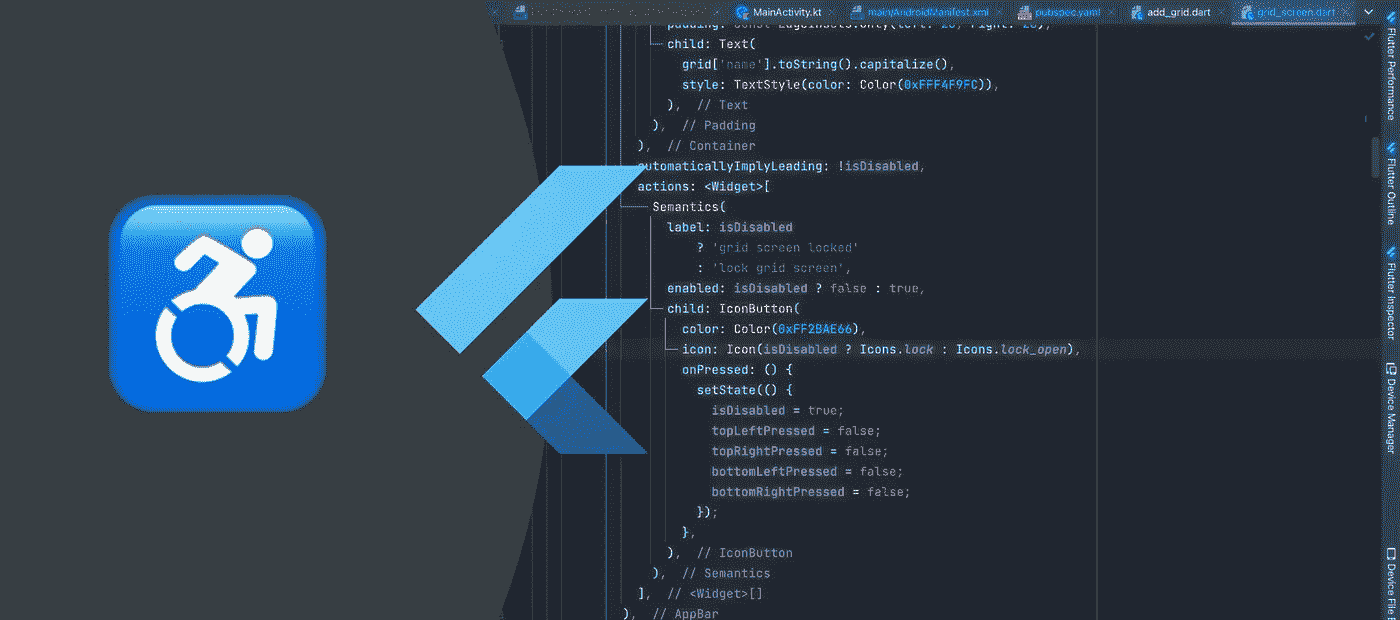 MainActivity.kt
main/AndroidManifest.xml
pubspec.yaml
add_grid.dart
grid_screen.dart
padding: const EdgeInsets.only(left: 20, right: 20),
child: Text(
grid['name'].toString().capitalize(),
style: TextStyle(color: Color(0xFFF4F9FC)),
),  // Text
),  // Padding
),  // Container
automaticallyImplyLeading: !isDisabled,
actions: <Widget>[
Semantics(
label: isDisabled
? 'grid screen locked'
: 'lock grid screen',
enabled: isDisabled ? false : true,
child: IconButton(
color: Color(0xFF2BAE66),
icon: Icon(isDisabled ? Icons.lock : Icons.lock_open),
onPressed: () {
setState(() {
isDisabled = true;
topLeftPressed = false;
topRightPressed = false;
bottomLeftPressed = false;
bottomRightPressed = false;
});
},
),  // IconButton
),  // Semantics
],  // <Widget>[]
),  // AppBar
Flutter Performance
Flutter Outline
Flutter Inspector
Device Manager
Device File